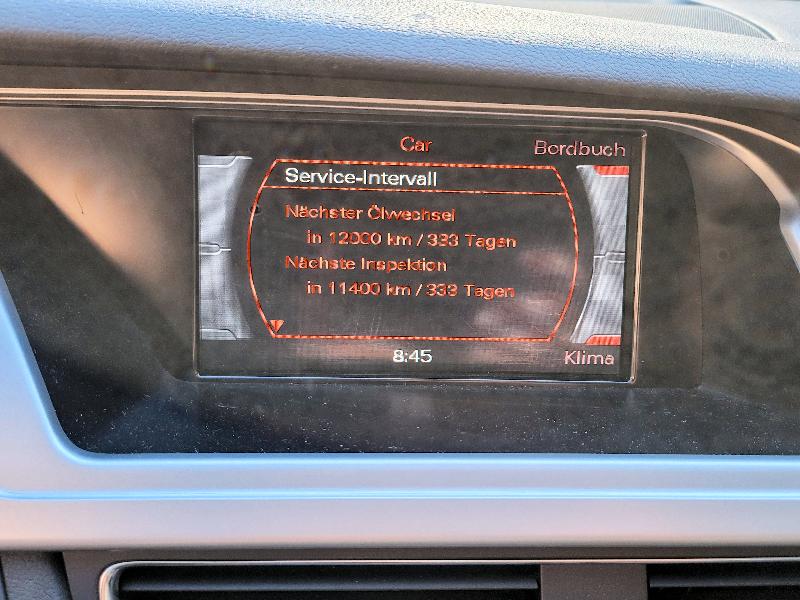 Car
Bordbuch
Service-Intervall
Nächster Ölwechsel
in 12000 km / 333 Tagen
Nächste Inspektion
in 11400 km / 333 Tagen
8:45
Klima